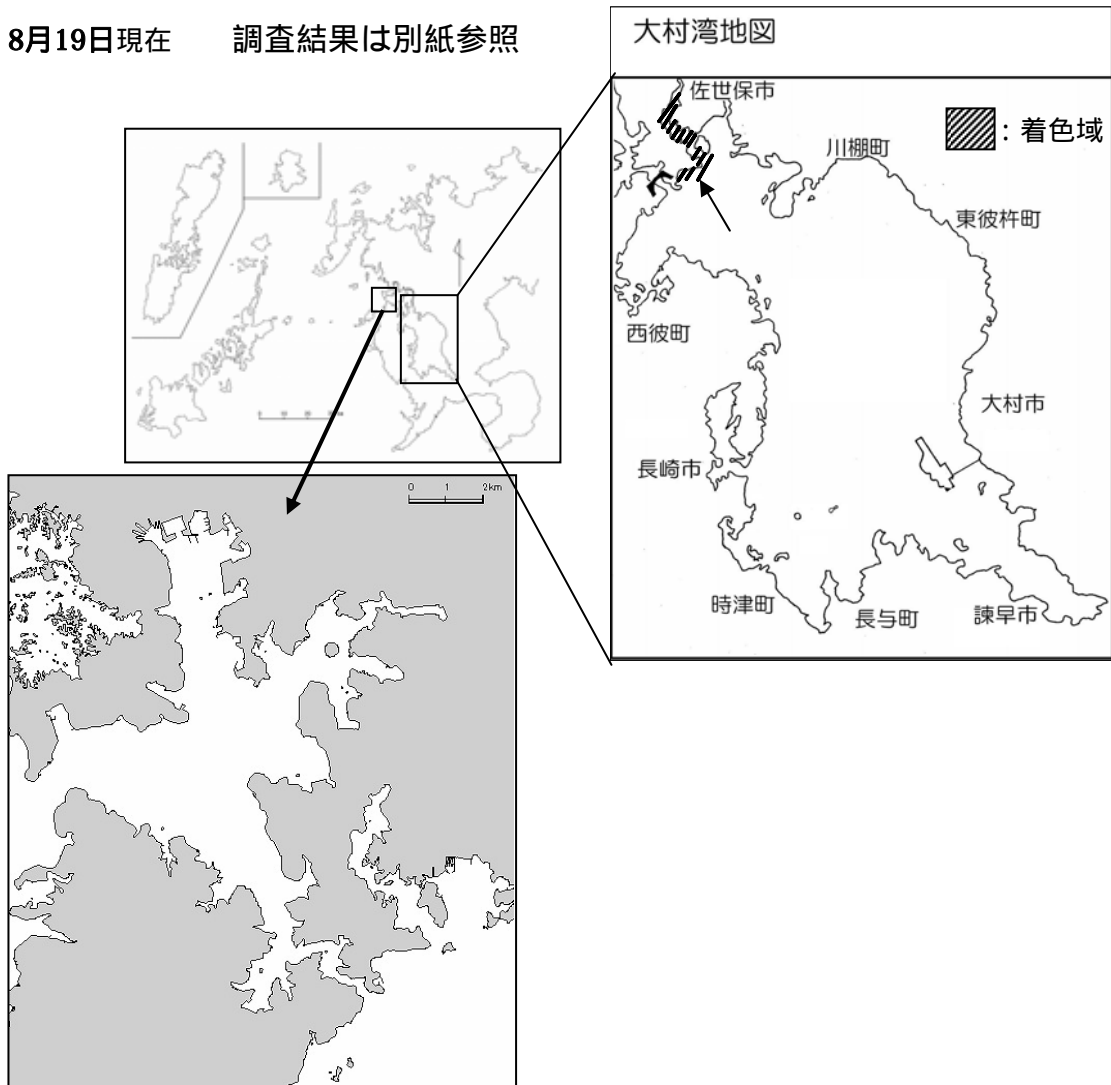 8月19日現在 調査結果は別紙参照
大村湾地図
佐世保市
:着色域
川棚町
東彼杵町
西彼町
大村市
長崎市
時津町
長与町
諫早市
0 1 2km